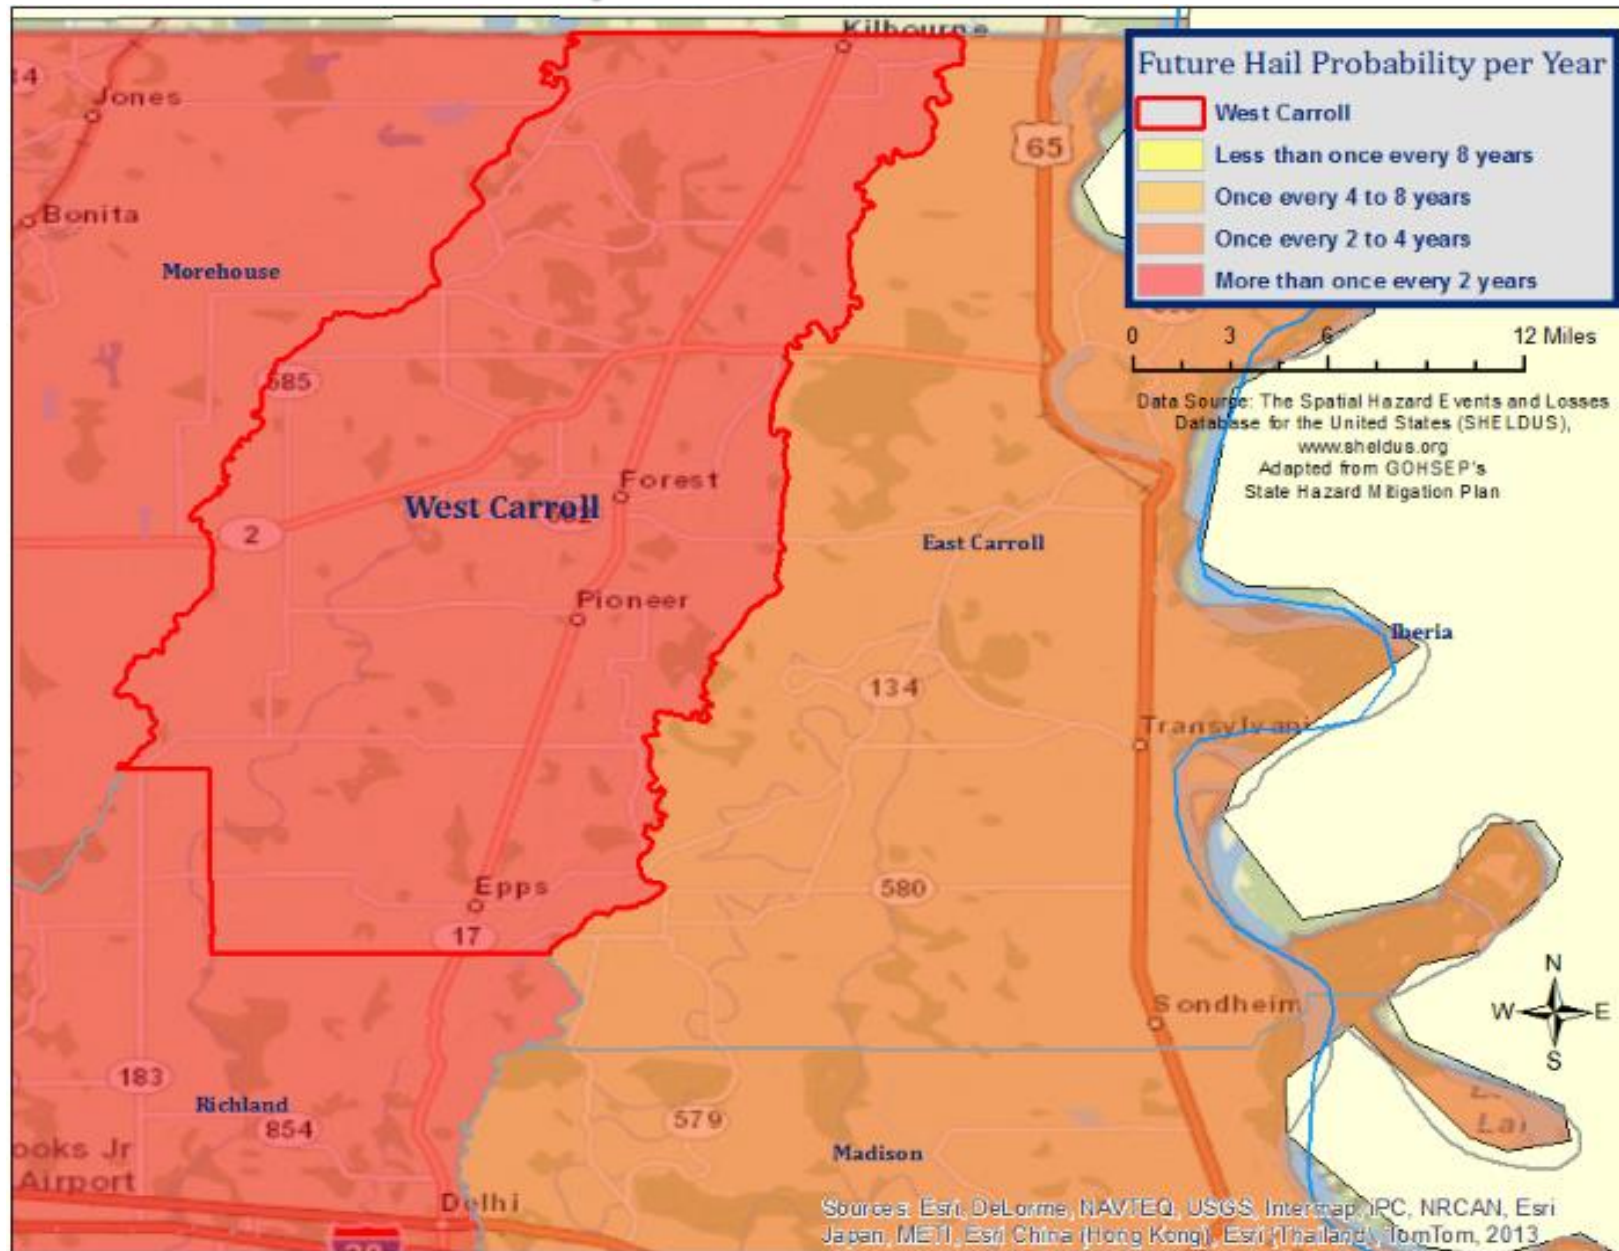 Kilbourne
Future Hail Probability per Year
West Carroll
Less than once every 8 years
Once every 4 to 8 years
Once every 2 to 4 years
More than once every 2 years
0 3 6 12 Miles
Data Source: The Spatial Hazard Events and Losses
Database for the United States (SHELDUS),
www.sheldus.org
Adapted from GOHSEP's
State Hazard Mitigation Plan
Jones
65
Bonita
Morehouse
585
Forest
West Carroll
2
East Carroll
Pioneer
Iberia
134
Transylvani
Epps
580
17
N
W E
S
Sondheim
183
Richland
854
579
Madison
ooks Jr
Airport
Delhi
Sources: Esri, DeLorme, NAVTEQ, USGS, Intermap, iPC, NRCAN, Esri
Japan, METI, Esri China (Hong Kong), Esri (Thailand), TomTom, 2013